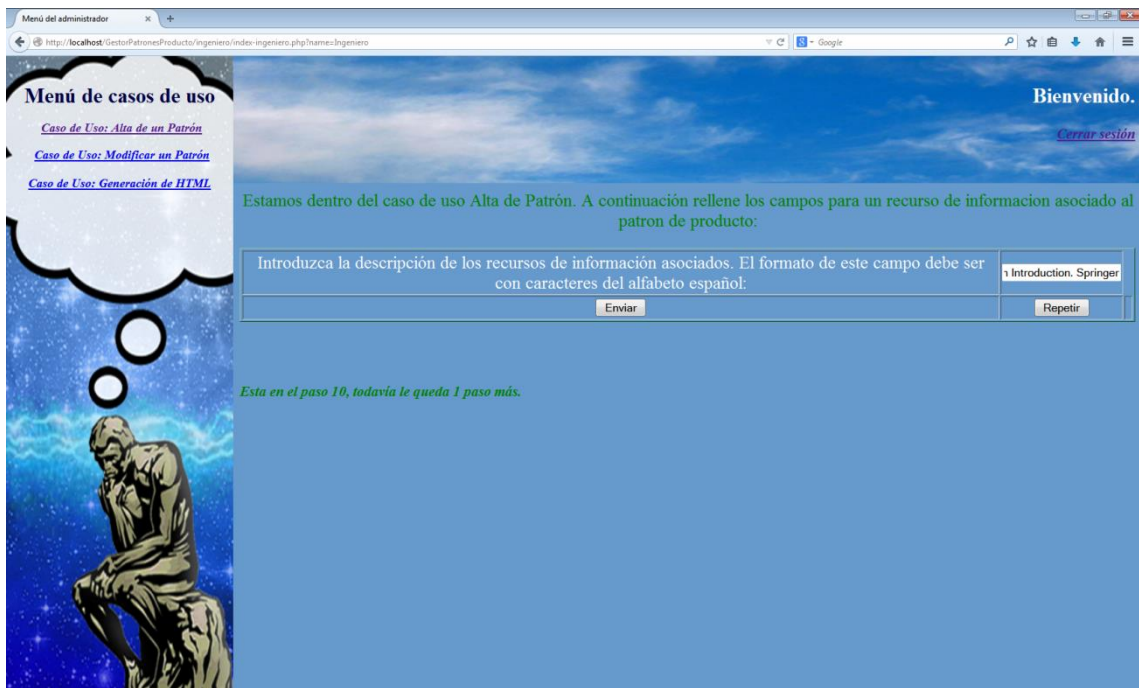 Menú del administrador
http://localhost/GestorPatronesProducto/ingeniero/index-ingeniero.php?name=Ingeniero
Google
Menú de casos de uso
Caso de Uso: Alta de un Patrón
Caso de Uso: Modificar un Patrón
Caso de Uso: Generación de HTML
Bienvenido.
Cerrar sesión
Estamos dentro del caso de uso Alta de Patrón. A continuación rellene los campos para un recurso de informacion asociado al
patron de producto:
Introduzca la descripción de los recursos de información asociados. El formato de este campo debe ser
con caracteres del alfabeto español:
Introduction. Springer
Enviar
Repetir
Esta en el paso 10, todavía le queda 1 paso más.